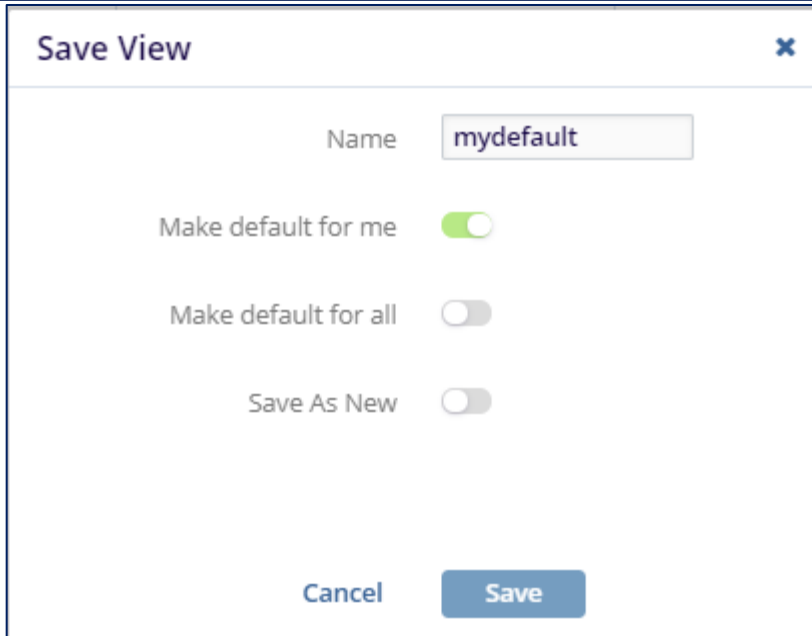 Save View
Name mydefault
Make default for me
Make default for all
Save As New
Cancel Save